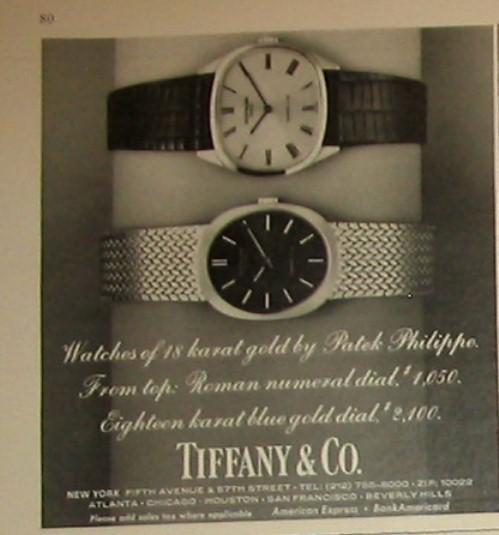 80
Watches of 18 karat gold by Patek Philippe.
From top: Roman numeral dial, $1,050.
Eighteen karat blue gold dial, $2,100.
TIFFANY & CO.
NEW YORK FIFTH AVENUE & 57TH STREET • TEL: (212) 755-8000 • ZIP: 10022
ATLANTA • CHICAGO • HOUSTON • SAN FRANCISCO • BEVERLY HILLS
Please add sales tax where applicable American Express • BankAmericard